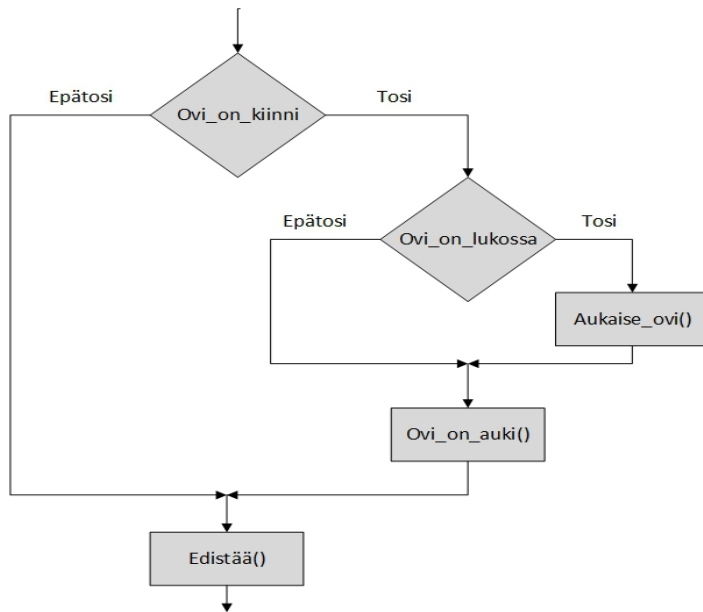 Epätosi
Tosi
Ovi_on_kiinni
Epätosi
Tosi
Ovi_on_lukossa
Aukaise_ovi()
Ovi_on_auki()
Edistää()